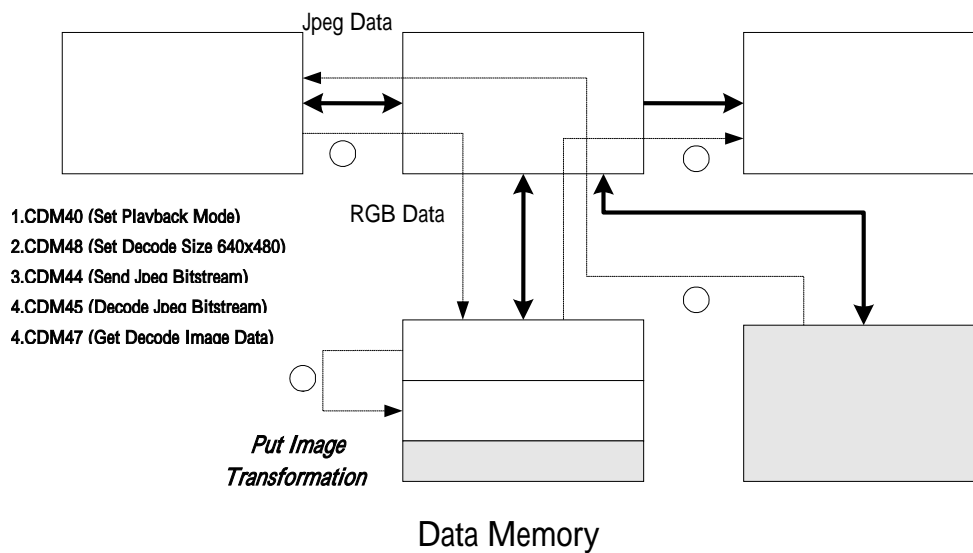 Jpeg Data
1.CDM40 (Set Playback Mode)
RGB Data
2.CDM48 (Set Decode Size 640x480)
3.CDM44 (Send Jpeg Bitstream)
4.CDM45 (Decode Jpeg Bitstream)
4.CDM47 (Get Decode Image Data)
Put Image
Transformation
Data Memory